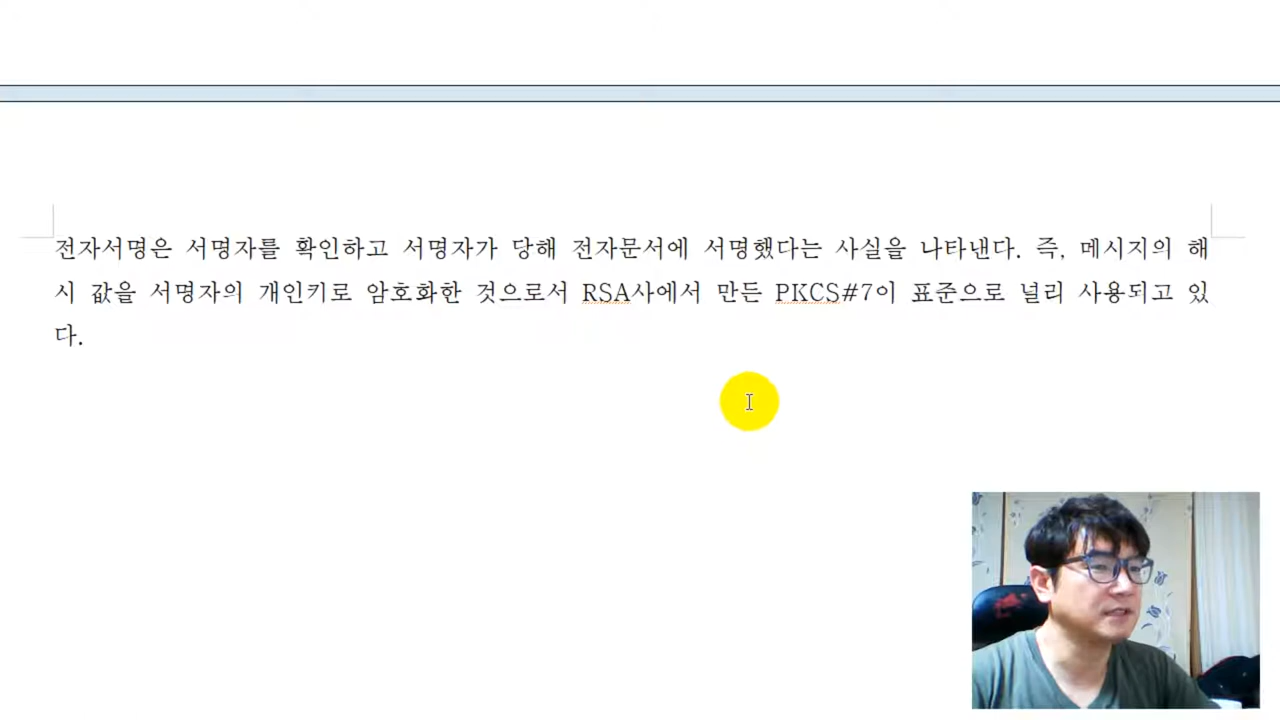 전자서명은 서명자를 확인하고 서명자가 당해 전자문서에 서명했다는 사실을 나타낸다. 즉, 메시지의 해
시 값을 서명자의 개인키로 암호화한 것으로서 RSA사에서 만든 PKCS#7이 표준으로 널리 사용되고 있
다.